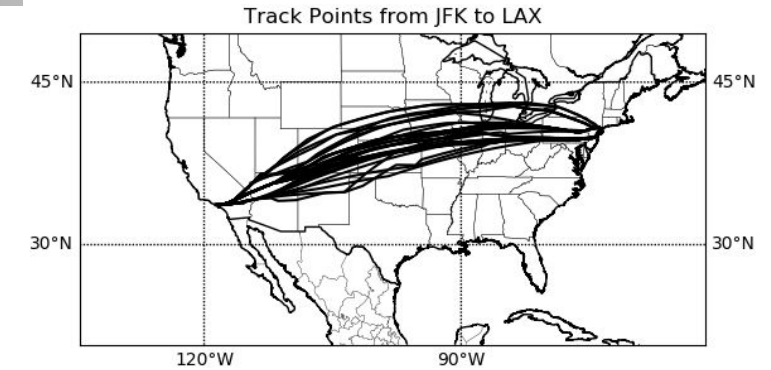 Track Points from JFK to LAX
45°N
45°N
30°N
30°N
120°W
90°W